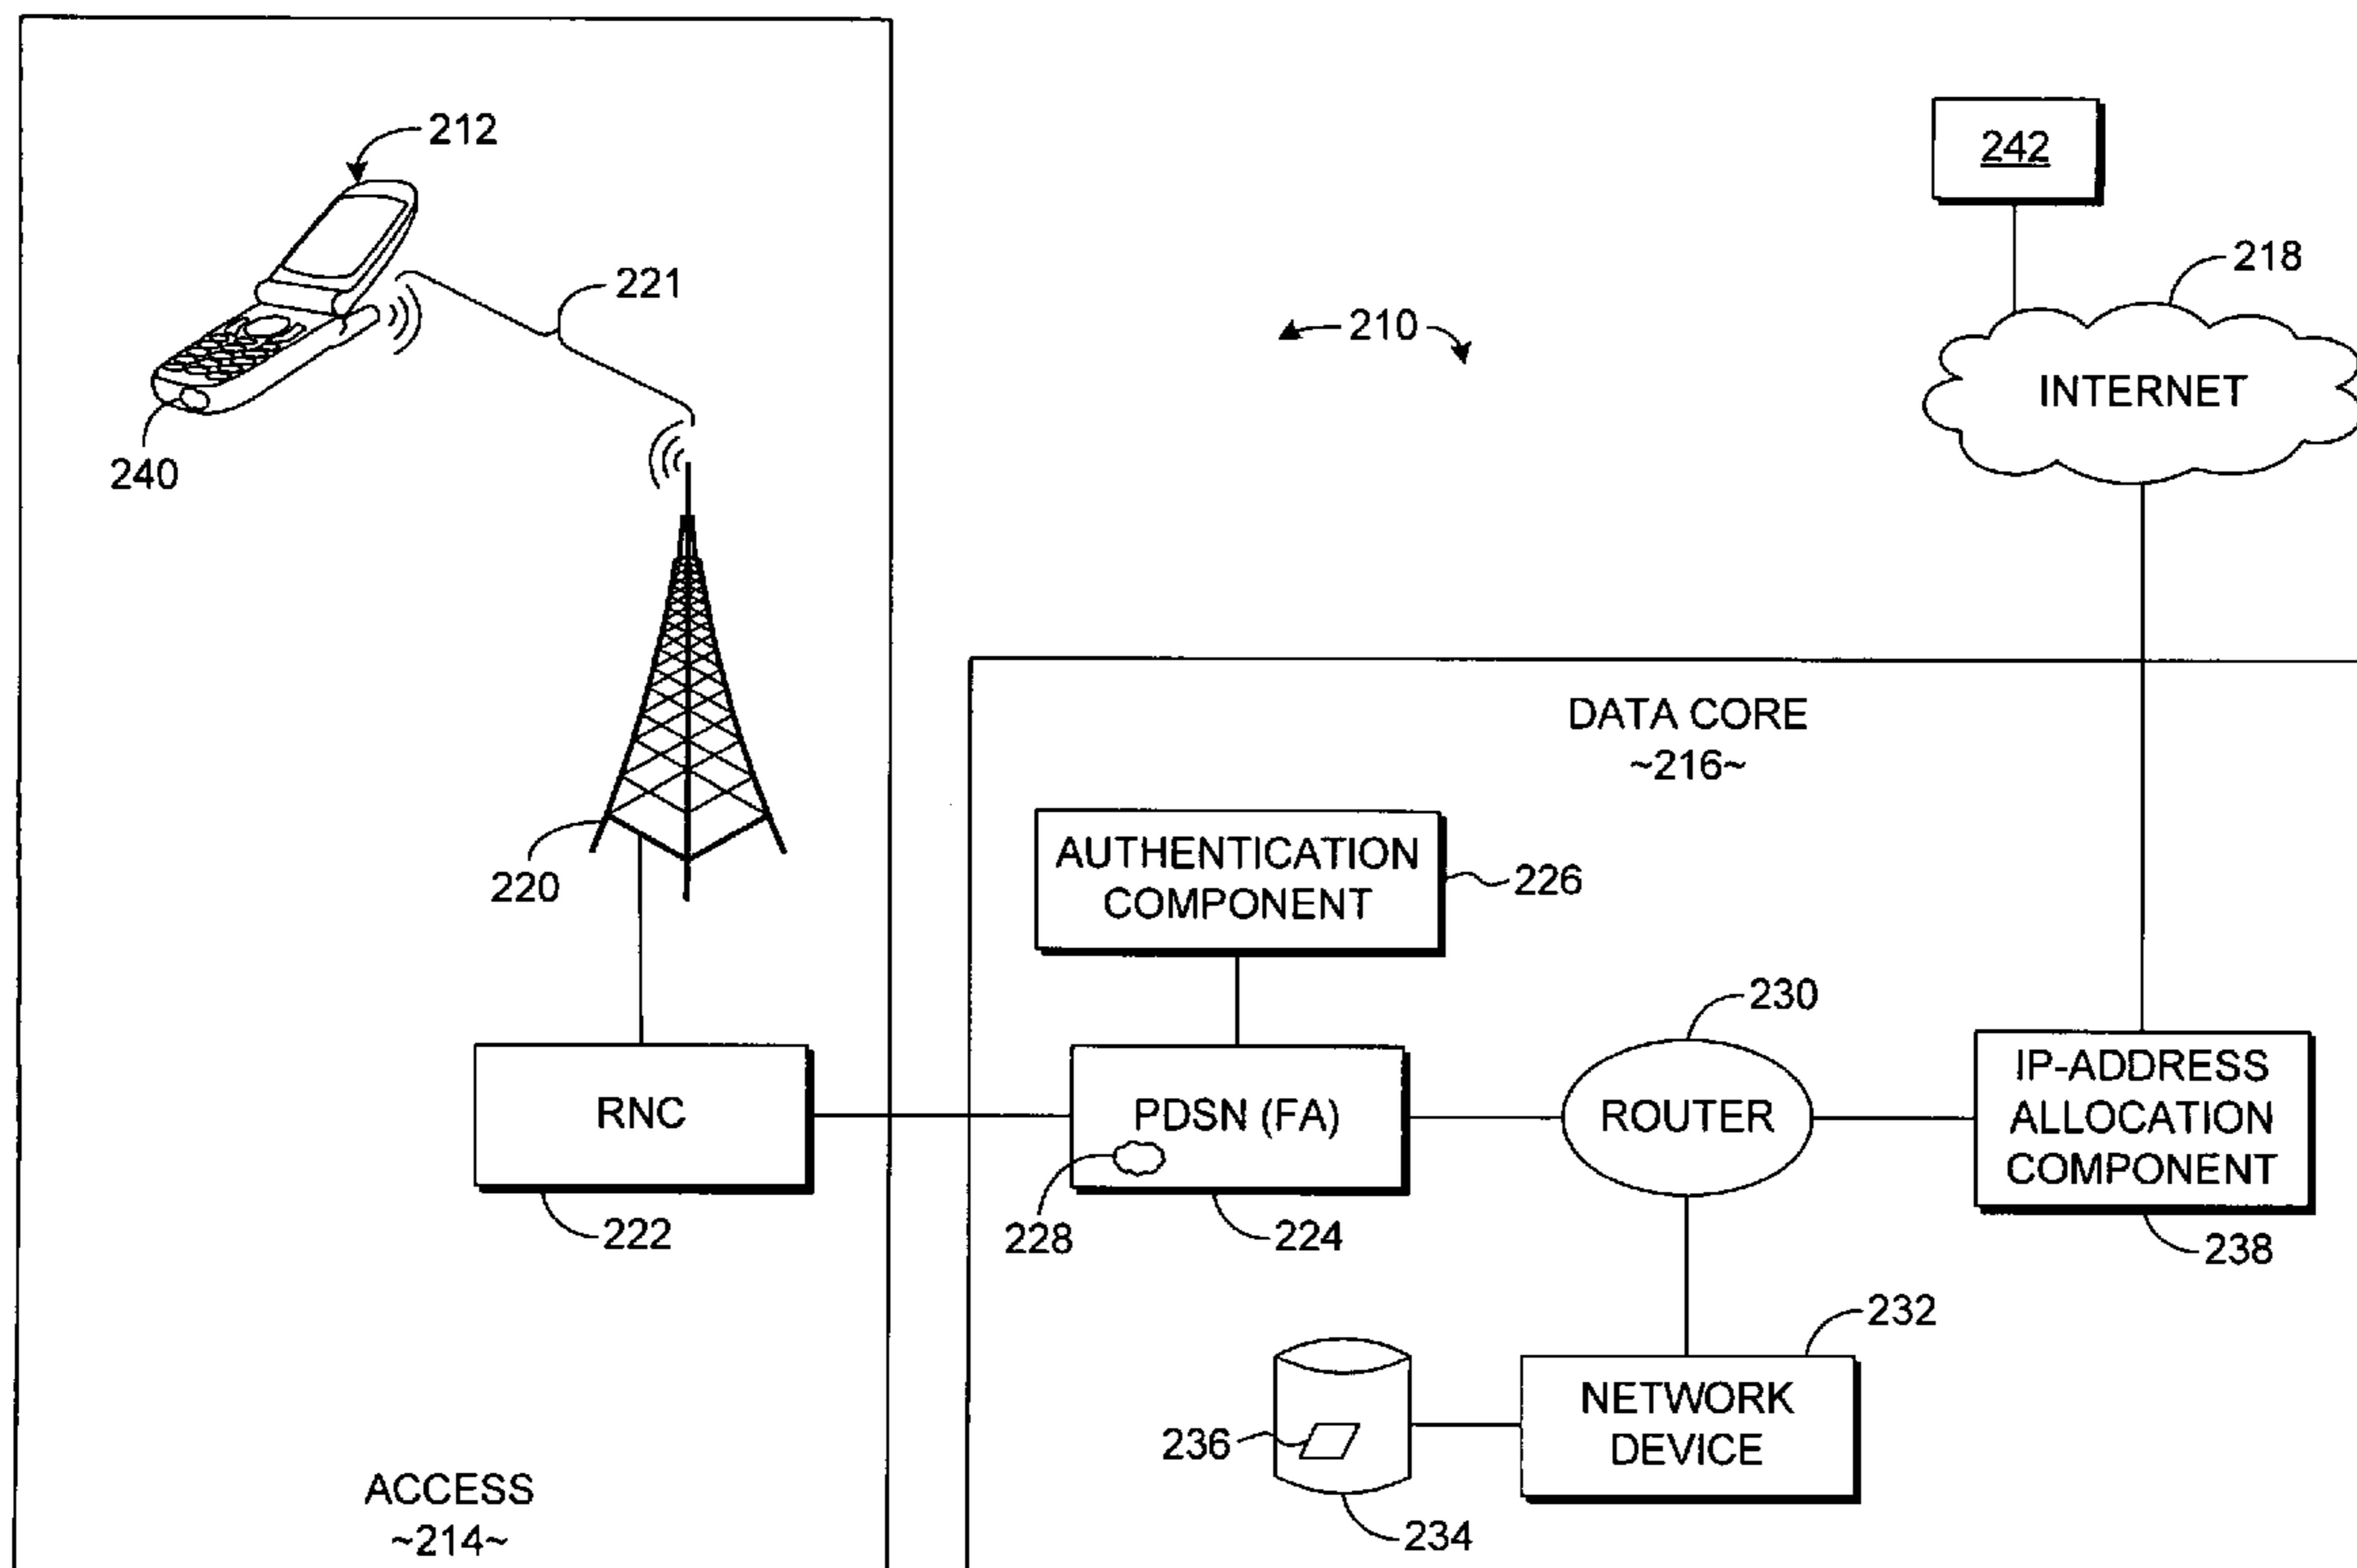 212
242
221
218
210
INTERNET
240
DATA CORE
~216~
AUTHENTICATION
COMPONENT
226
220
230
RNC
PDSN (FA)
ROUTER
IP-ADDRESS
ALLOCATION
COMPONENT
222
228
224
238
232
NETWORK
DEVICE
236
234
ACCESS
~214~